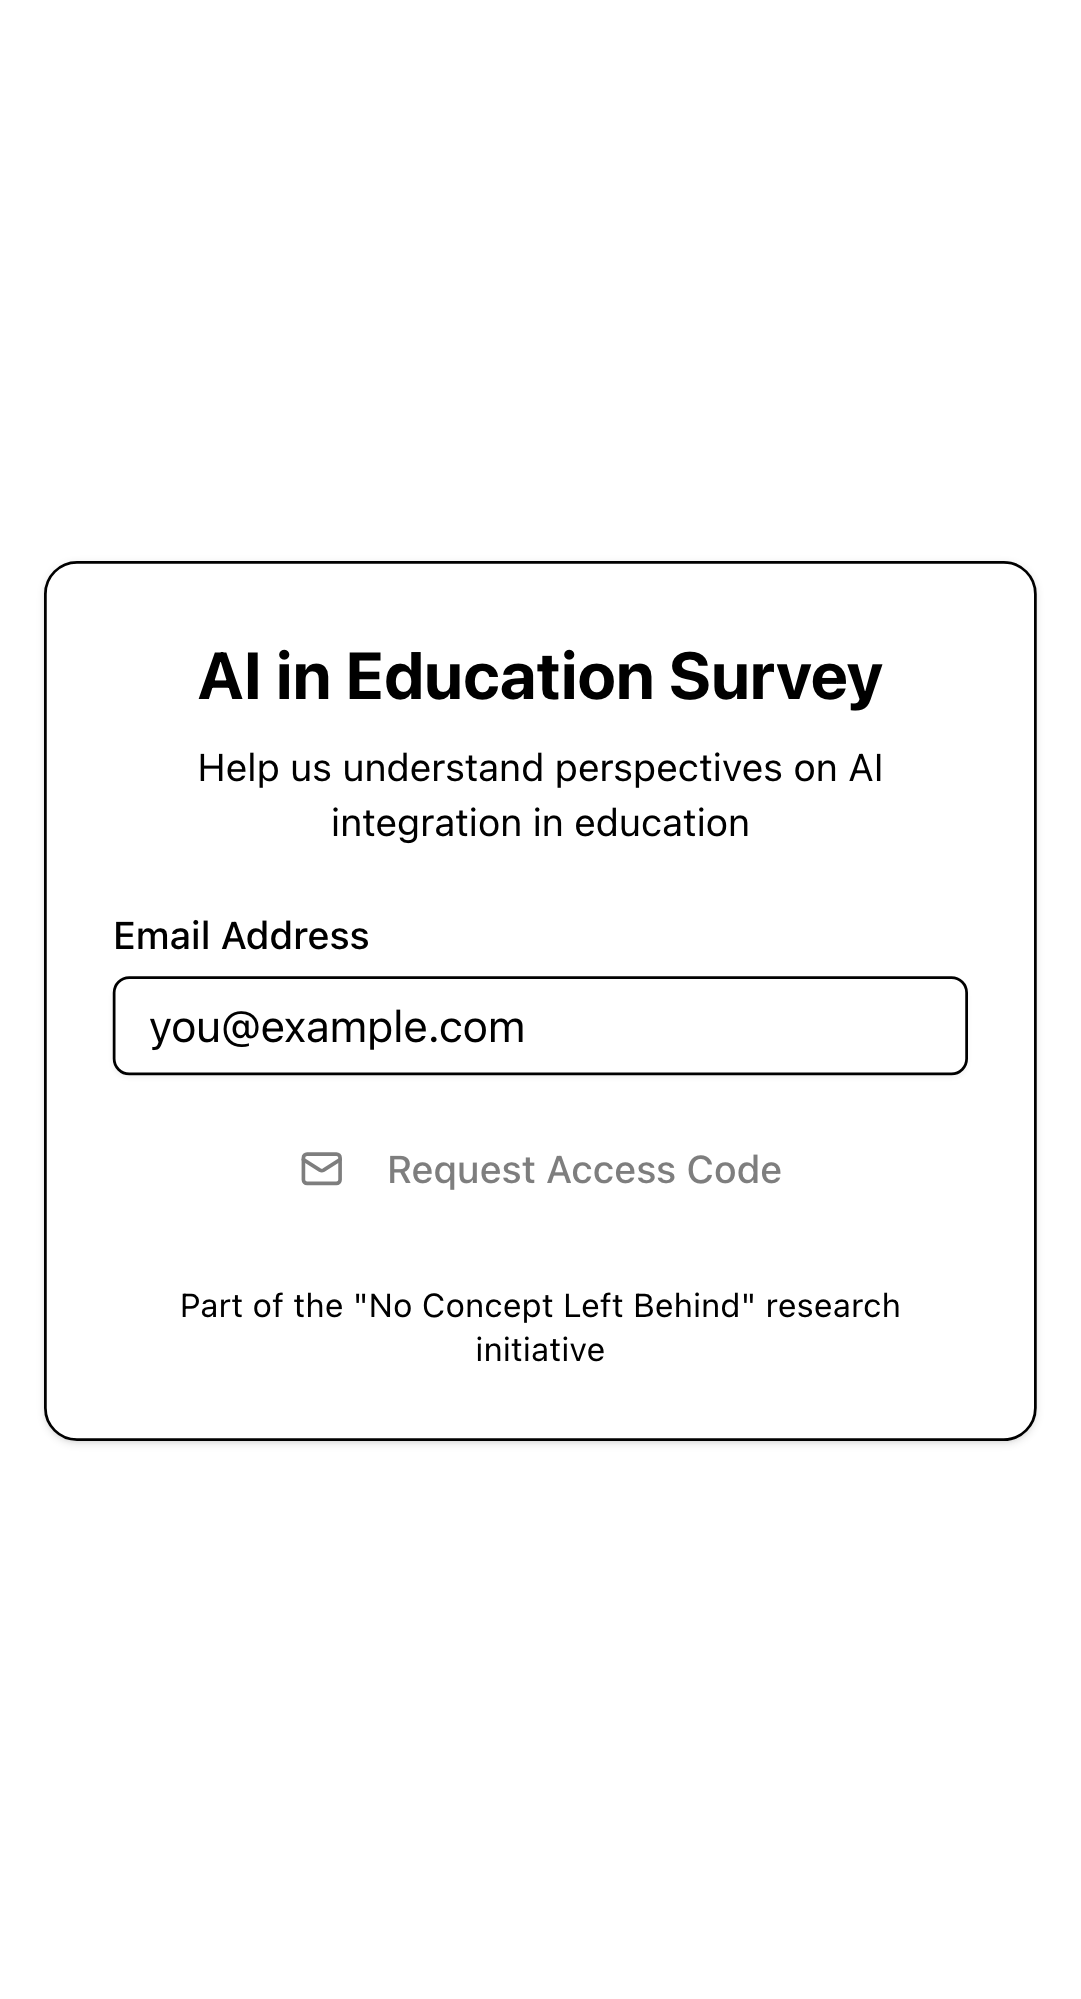 AI in Education Survey
Help us understand perspectives on AI
integration in education
Email Address
you@example.com
Request Access Code
Part of the "No Concept Left Behind" research
initiative